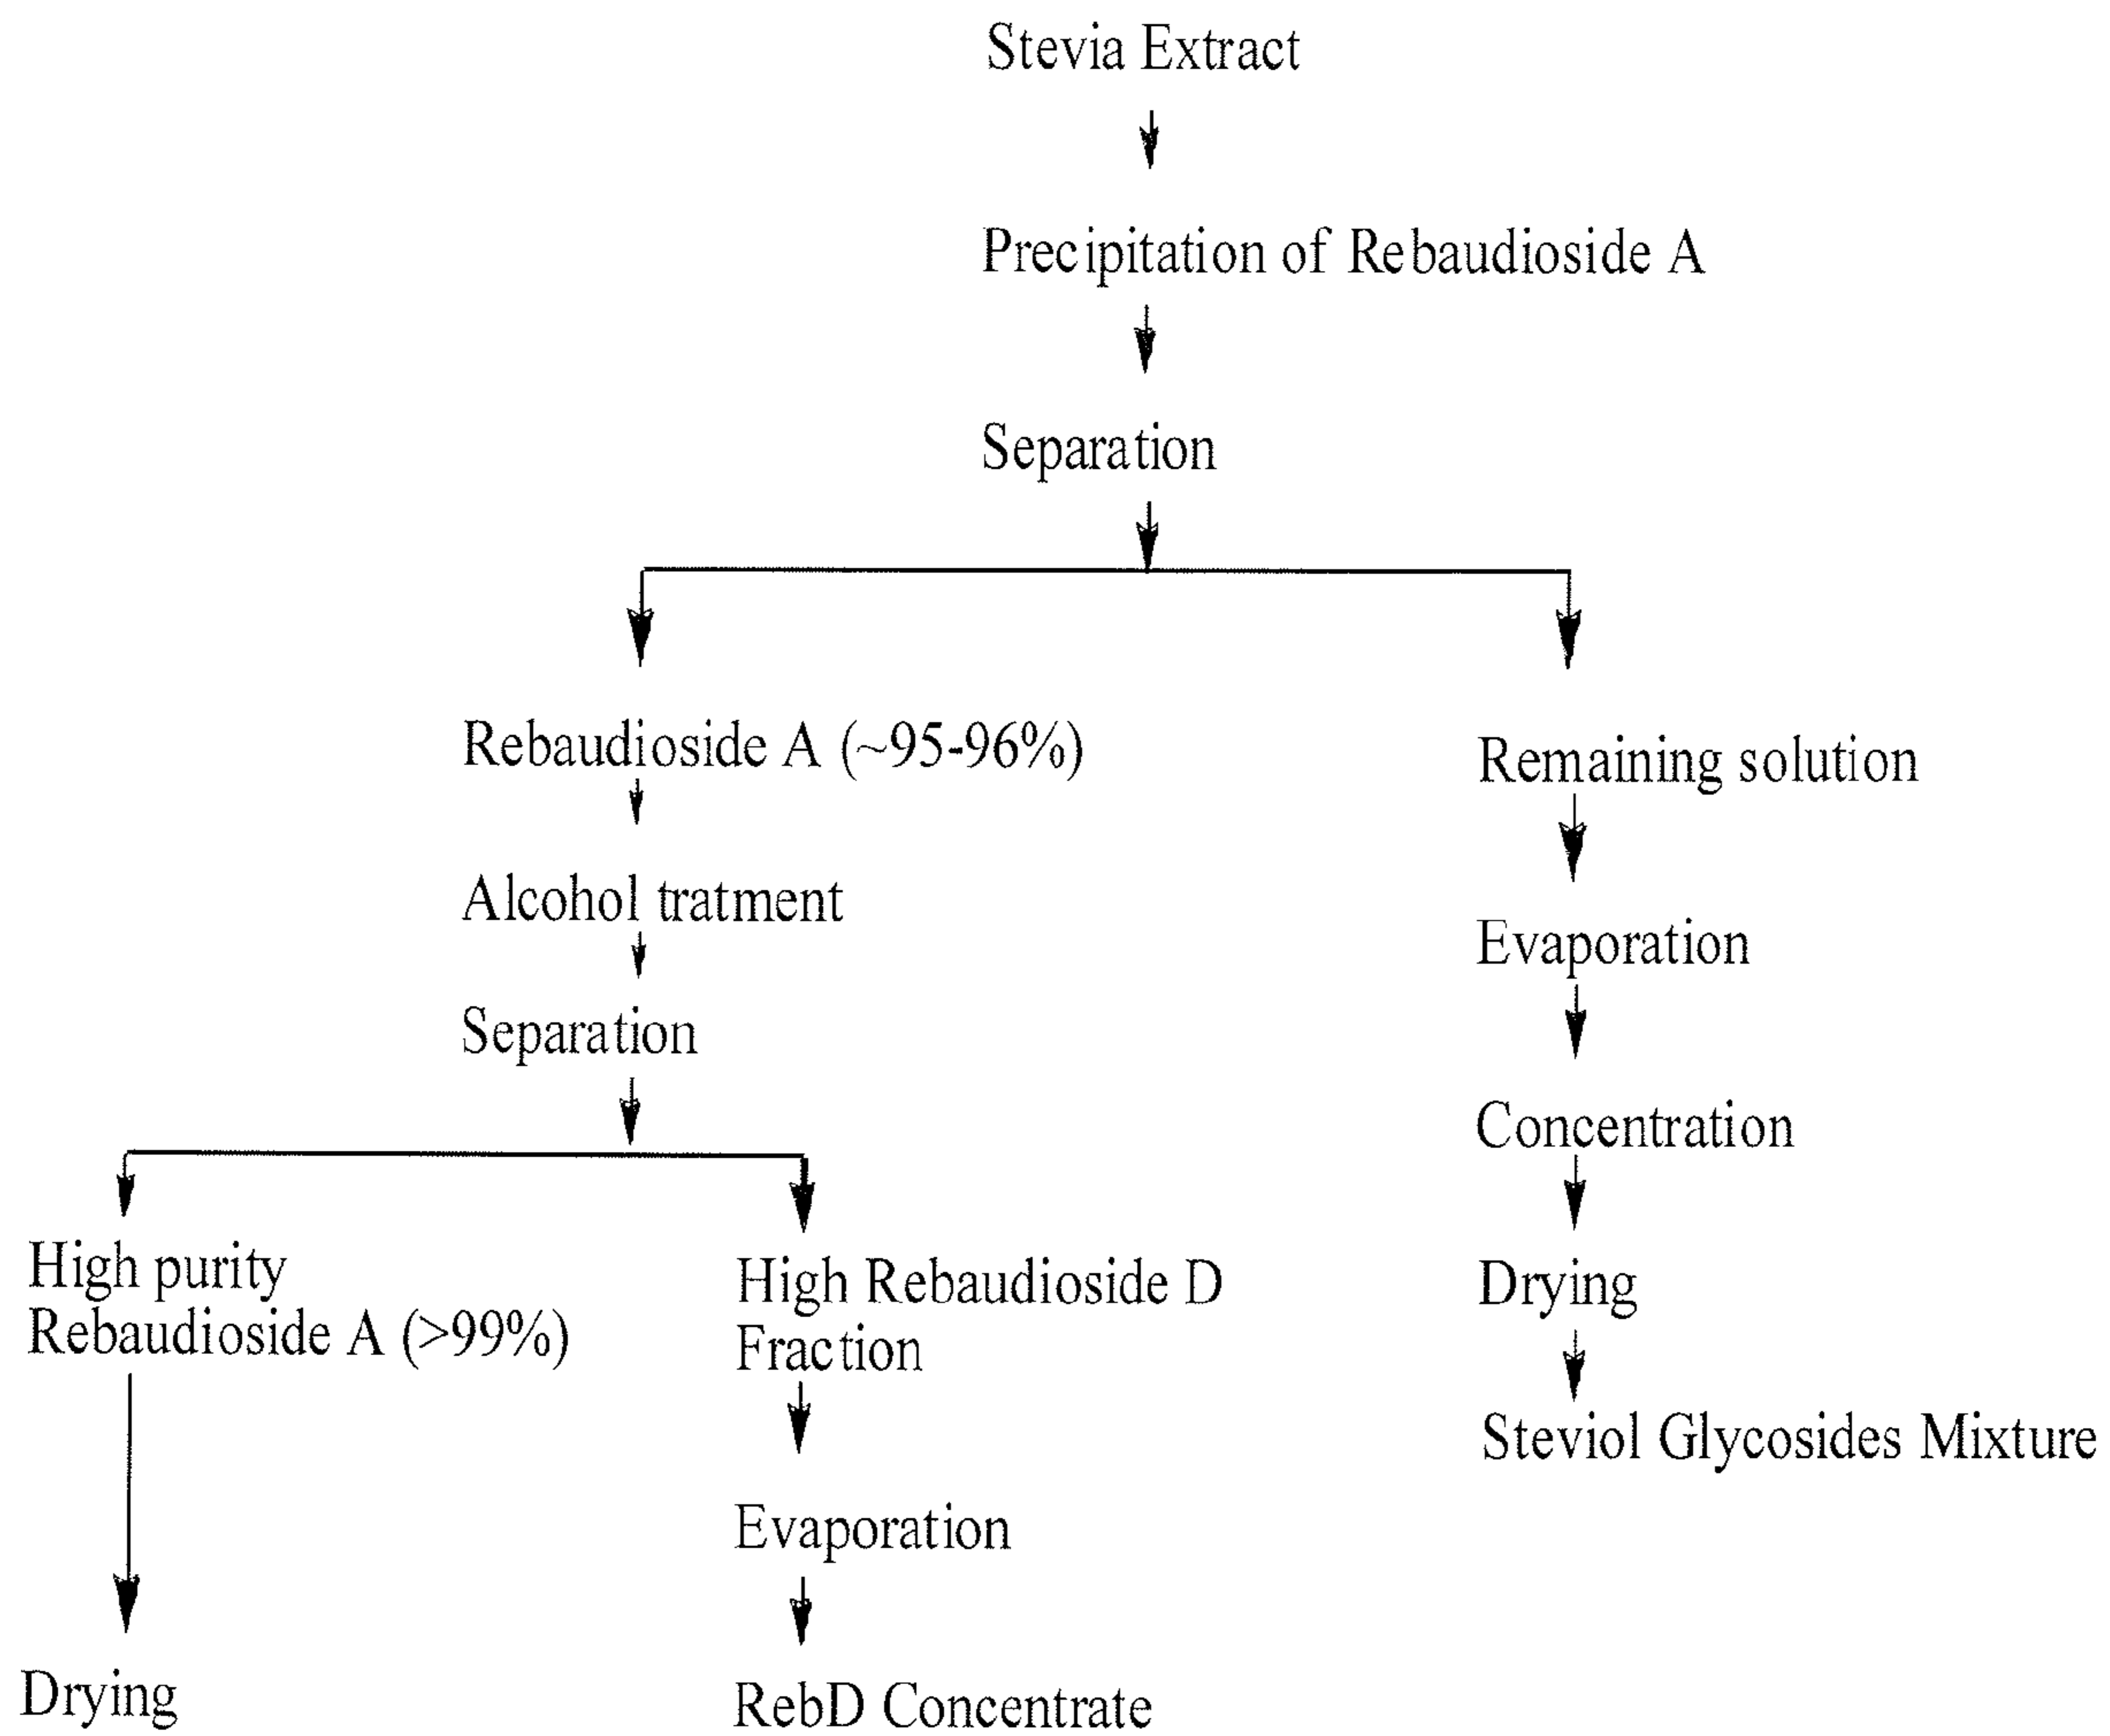 Stevia Extract
Precipitation of Rebaudioside A
Separation
Rebaudioside A (~95-96%)
Remaining solution
Alcohol tratment
Evaporation
Separation
Concentration
High purity
Rebaudioside A (>99%)
High Rebaudioside D
Fraction
Drying
Steviol Glycosides Mixture
Evaporation
Drying
RebD Concentrate